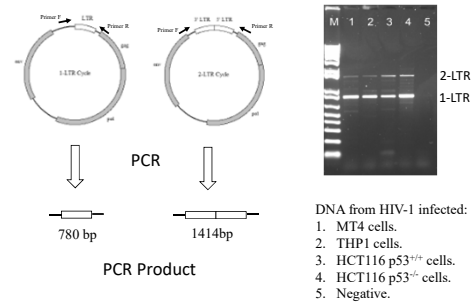 Primer F
LTR
Primer R
gag
env
1-LTR Cycle
pol
Primer F
5' LTR
3' LTR
Primer R
gag
env
2-LTR Cycle
pol
PCR
780 bp
1414bp
PCR Product
M 1 2 3 4 5
2-LTR
1-LTR
DNA from HIV-1 infected:
1. MT4 cells.
2. THP1 cells.
3. HCT116 p53+/+ cells.
4. HCT116 p53-/- cells.
5. Negative.